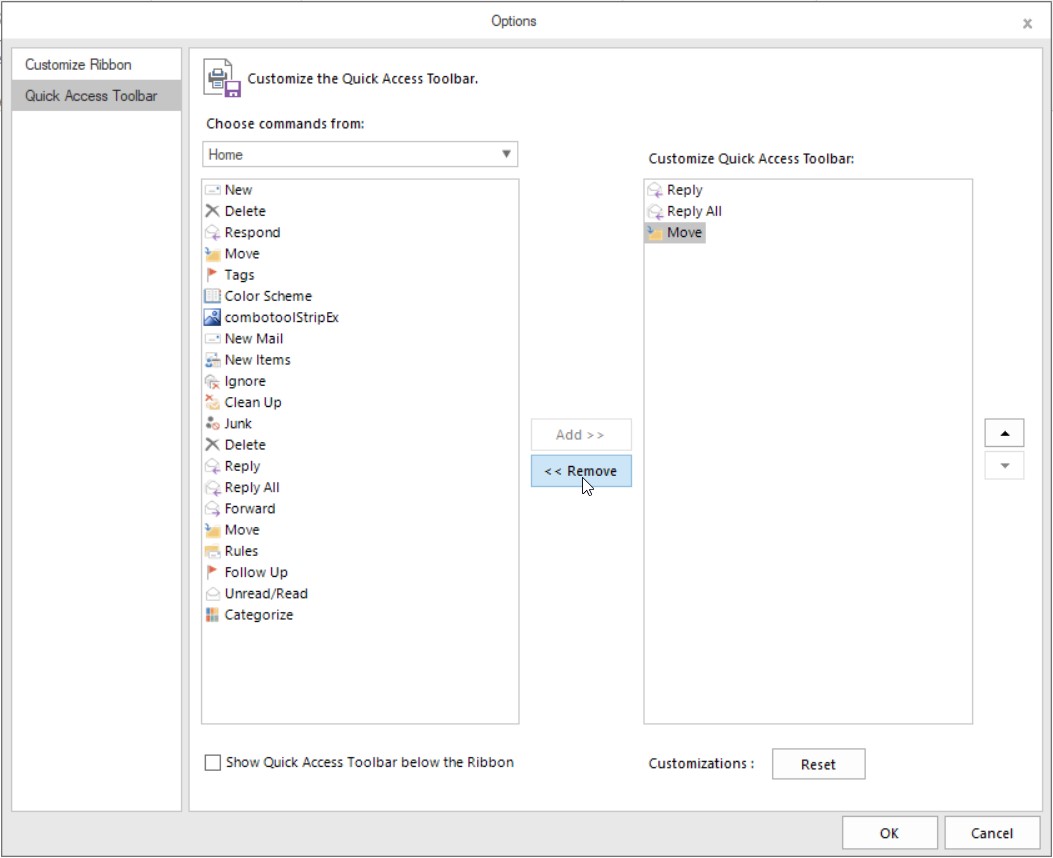 Options
x
Customize Ribbon
Quick Access Toolbar
Customize the Quick Access Toolbar.
Choose commands from:
Home
New
Delete
Respond
Move
Tags
Color Scheme
combotoolStripEx
New Mail
New Items
Ignore
Clean Up
Junk
Delete
Reply
Reply All
Forward
Move
Rules
Follow Up
Unread/Read
Categorize
Show Quick Access Toolbar below the Ribbon
Add >>
<< Remove
Customize Quick Access Toolbar:
Reply
Reply All
Move
Customizations :
Reset
OK
Cancel